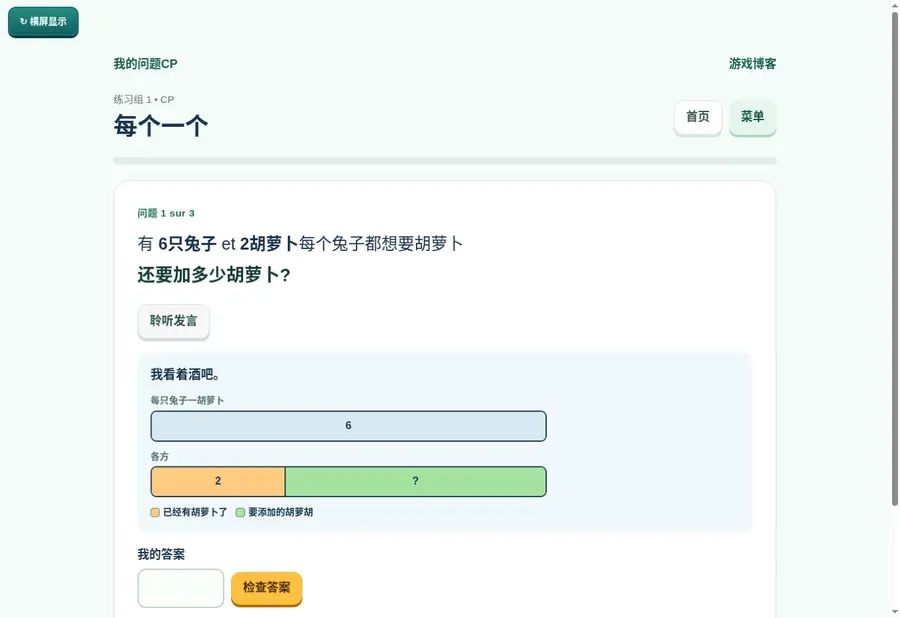 ↻ 横屏显示
我的问题CP
游戏博客
练习组 1 • CP
每个一个
首页
菜单
问题 1 sur 3
有 6只兔子 et 2胡萝卜每个兔子都想要胡萝卜
还要加多少胡萝卜?
聆听发言
我看着酒吧。
每只兔子一胡萝卜
6
各方
2
?
已经有胡萝卜了
要添加的胡萝胡
我的答案
检查答案